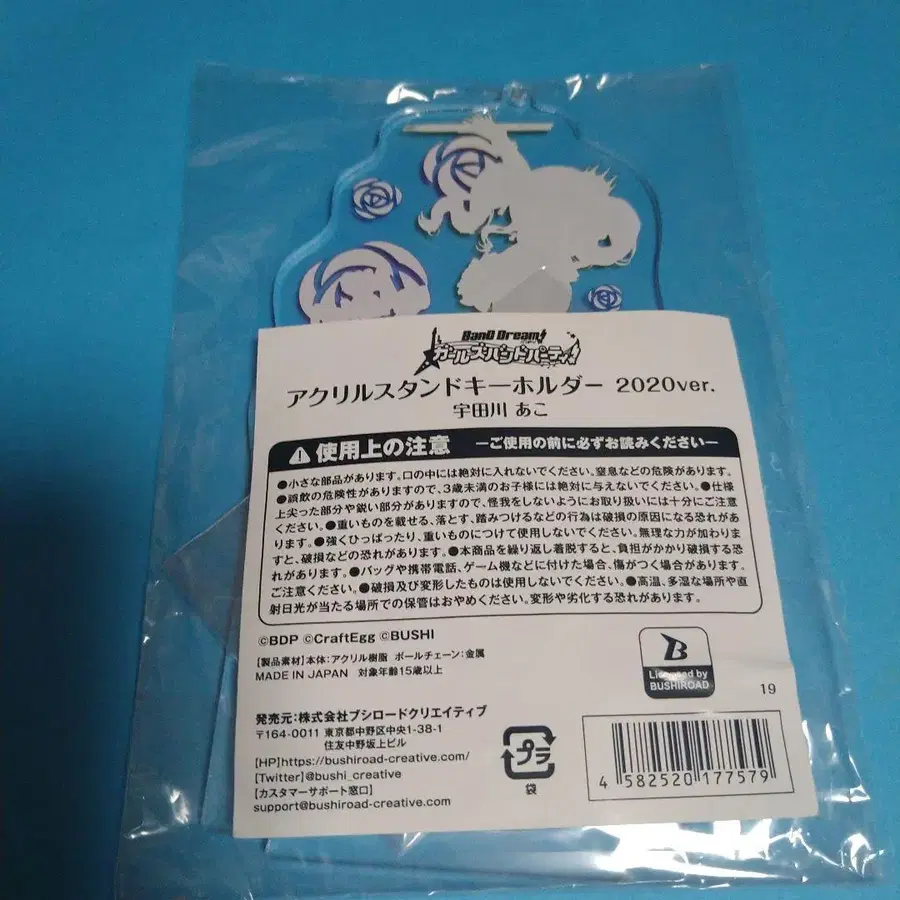 BanG Dream!
ガールズバンドパーティ!
アクリルスタンドキーホルダー 2020ver.
宇田川 あこ
使用上の注意 ーご使用の前に必ずお読みくださいー
●小さな部品があります。口の中には絶対に入れないでください。窒息などの危険があります。
●誤飲の危険性がありますので、3歳未満のお子様には絶対に与えないでください。●仕様
上尖った部分や鋭い部分がありますので、怪我をしないようにお取り扱いには十分にご注意
ください。●重いものを載せる、落とす、踏みつけるなどの行為は破損の原因になる恐れがあ
ります。●強くひっぱったり、重いものにつけて使用しないでください。無理な力が加わりま
すと、破損などの恐れがあります。●本商品を繰り返し着脱すると、負担がかかり破損する恐
れがあります。●バッグや携帯電話、ゲーム機などに付けた場合、傷がつく場合があります。
ご注意ください。●破損及び変形したものは使用しないでください。●高温、多湿な場所や直
射日光が当たる場所での保管はおやめください。変形や劣化する恐れがあります。
©BDP ©CraftEgg ©BUSHI
【製品素材】本体:アクリル樹脂 ボールチェーン:金属
MADE IN JAPAN 対象年齢15歳以上
B
Licensed by
BUSHIROAD
19
発売元:株式会社ブシロードクリエイティブ
〒164-0011 東京都中野区中央1-38-1
住友中野坂上ビル
[HP]https://bushiroad-creative.com/
[Twitter]@bushi_creative
【カスタマーサポート窓口】
support@bushiroad-creative.com
プラ
袋
4 582520 177579